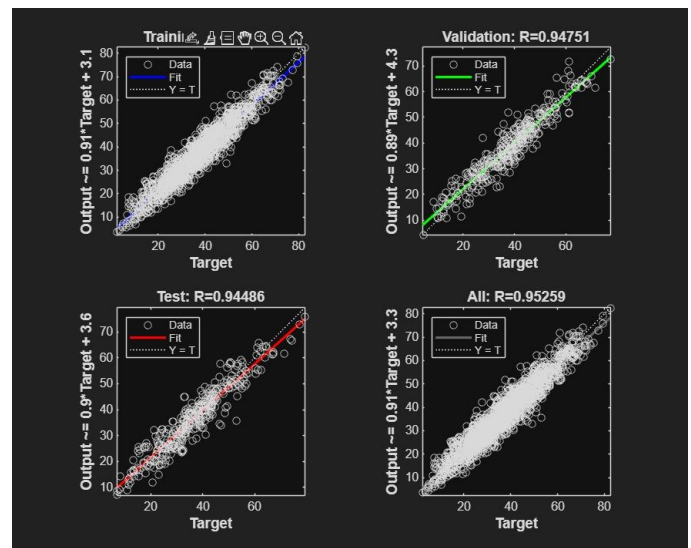 Traini
80
70
60
50
40
30
20
10
20
40
60
80
Data
Fit
Y = T
Output ~= 0.91*Target + 3.1
Target
Validation: R=0.94751
70
60
50
40
30
20
10
20
40
60
Data
Fit
Y = T
Output ~= 0.89*Target + 4.3
Target
Test: R=0.94486
70
60
50
40
30
20
10
20
40
60
Data
Fit
Y = T
Output ~= 0.9*Target + 3.6
Target
All: R=0.95259
80
70
60
50
40
30
20
10
20
40
60
80
Data
Fit
Y = T
Output ~= 0.91*Target + 3.3
Target